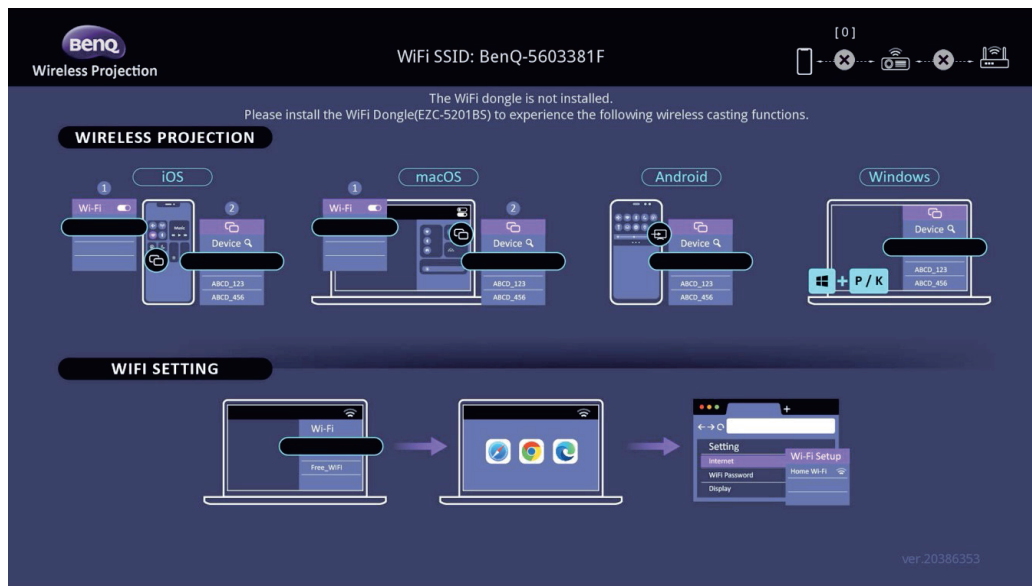 BenQ
Wireless Projection
WiFi SSID: BenQ-5603381F
[ 0 ]
The WiFi dongle is not installed.
Please install the WiFi Dongle(EZC-5201BS) to experience the following wireless casting functions.
WIRELESS PROJECTION
iOS
1
Wi-Fi
Music
2
Device
ABCD_123
ABCD_456
macOS
1
Wi-Fi
2
Device
ABCD_123
ABCD_456
Android
Device
ABCD_123
ABCD_456
Windows
Device
ABCD_123
ABCD_456
+ P / K
WIFI SETTING
Wi-Fi
Free_WIFI
Setting
Internet
WIFI Password
Display
Wi-Fi Setup
Home Wi-Fi
ver.20386353